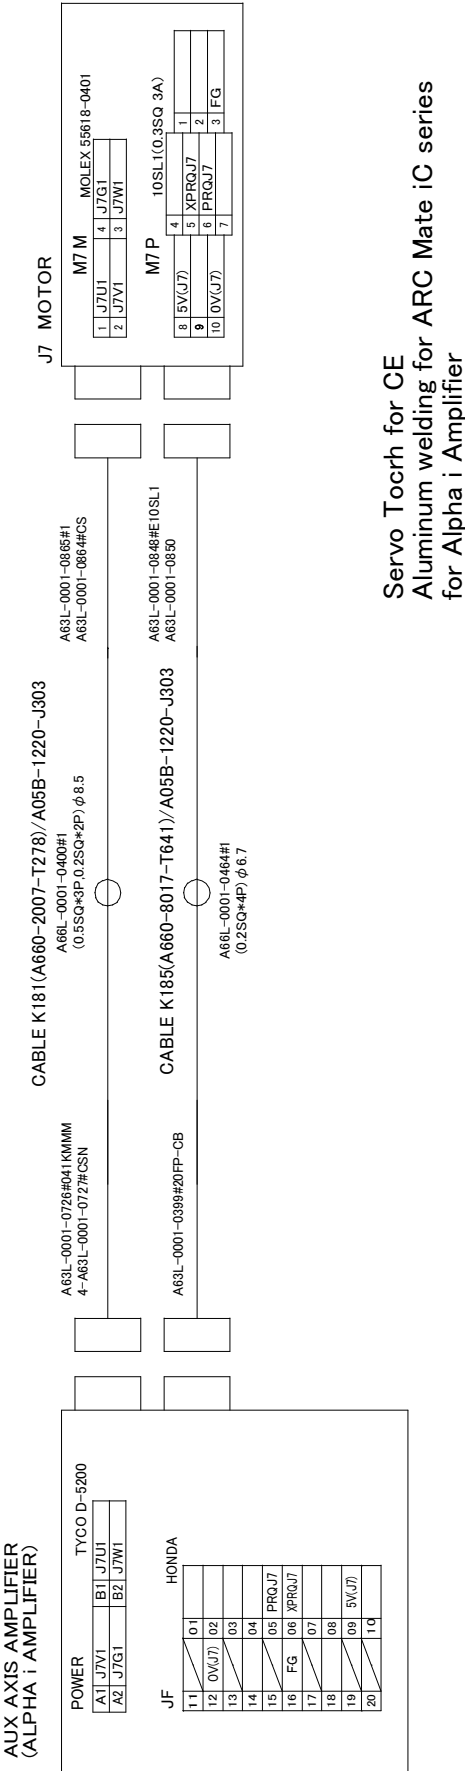 AUX AXIS AMPLIFIER
(ALPHA i AMPLIFIER)
POWER
TYCO D-5200
A1 J7V1 B1 J7U1
A2 J7G1 B2 J7W1
JF
HONDA
11 01
12 0V(J7) 02
13 03
14 04
15 05 PRQJ7
16 FG 06 XPRQJ7
17 07
18 08
19 09 5V(J7)
20 10
A63L-0001-0726#041KMMM
4-A63L-0001-0727#CSN
A63L-0001-0399#20FP-CB
CABLE K181(A660-2007-T278)/A05B-1220-J303
A66L-0001-0400#1
(0.5SQ*3P,0.2SQ*2P)φ8.5
CABLE K185(A660-8017-T641)/A05B-1220-J303
A66L-0001-0464#1
(0.2SQ*4P)φ6.7
A63L-0001-0865#1
A63L-0001-0864#CS
A63L-0001-0848#E10SL1
A63L-0001-0850
J7 MOTOR
M7M
MOLEX 55618-0401
1 J7U1 4 J7G1
2 J7V1 3 J7W1
M7P
10SL1(0.3SQ 3A)
8 5V(J7)
9
10 0V(J7)
4
5 XPRQJ7
6 PRQJ7
7
1
2
3 FG
Servo Tocrh for CE
Aluminum welding for ARC Mate iC series
for Alpha i Amplifier